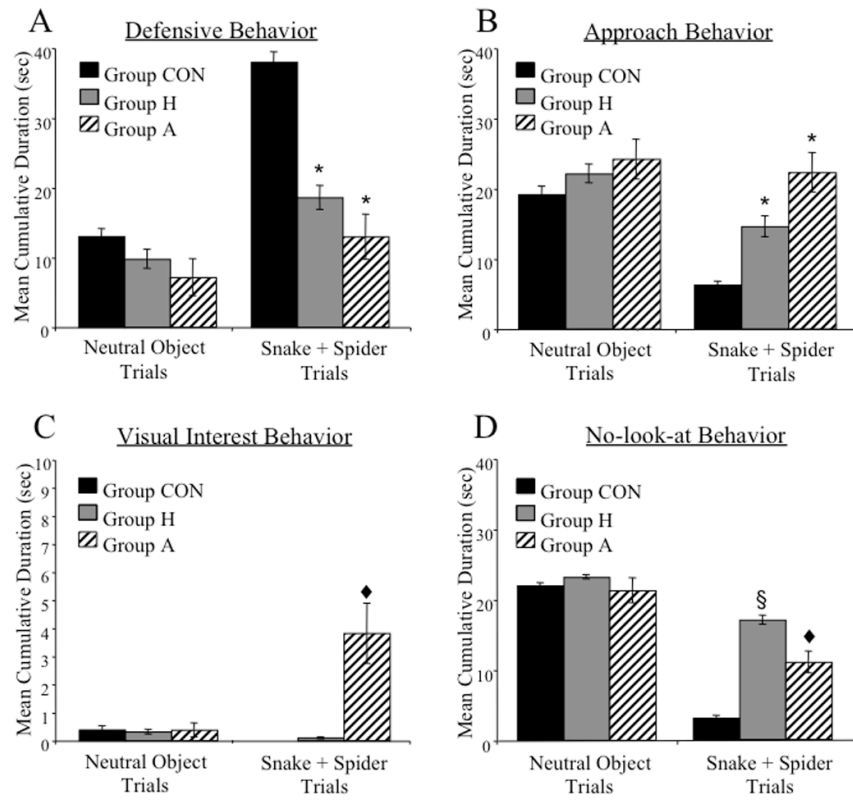 A
Defensive Behavior
Mean Cumulative Duration (sec)
40
30
20
10
0
Group CON
Group H
Group A
*
*
Neutral Object
Trials
Snake + Spider
Trials
B
Approach Behavior
Mean Cumulative Duration (sec)
40
30
20
10
0
Group CON
Group H
Group A
*
*
Neutral Object
Trials
Snake + Spider
Trials
C
Visual Interest Behavior
Mean Cumulative Duration (sec)
10
9
8
7
6
5
4
3
2
1
0
Group CON
Group H
Group A
♦
Neutral Object
Trials
Snake + Spider
Trials
D
No-look-at Behavior
Mean Cumulative Duration (sec)
40
30
20
10
0
Group CON
Group H
Group A
§
♦
Neutral Object
Trials
Snake + Spider
Trials